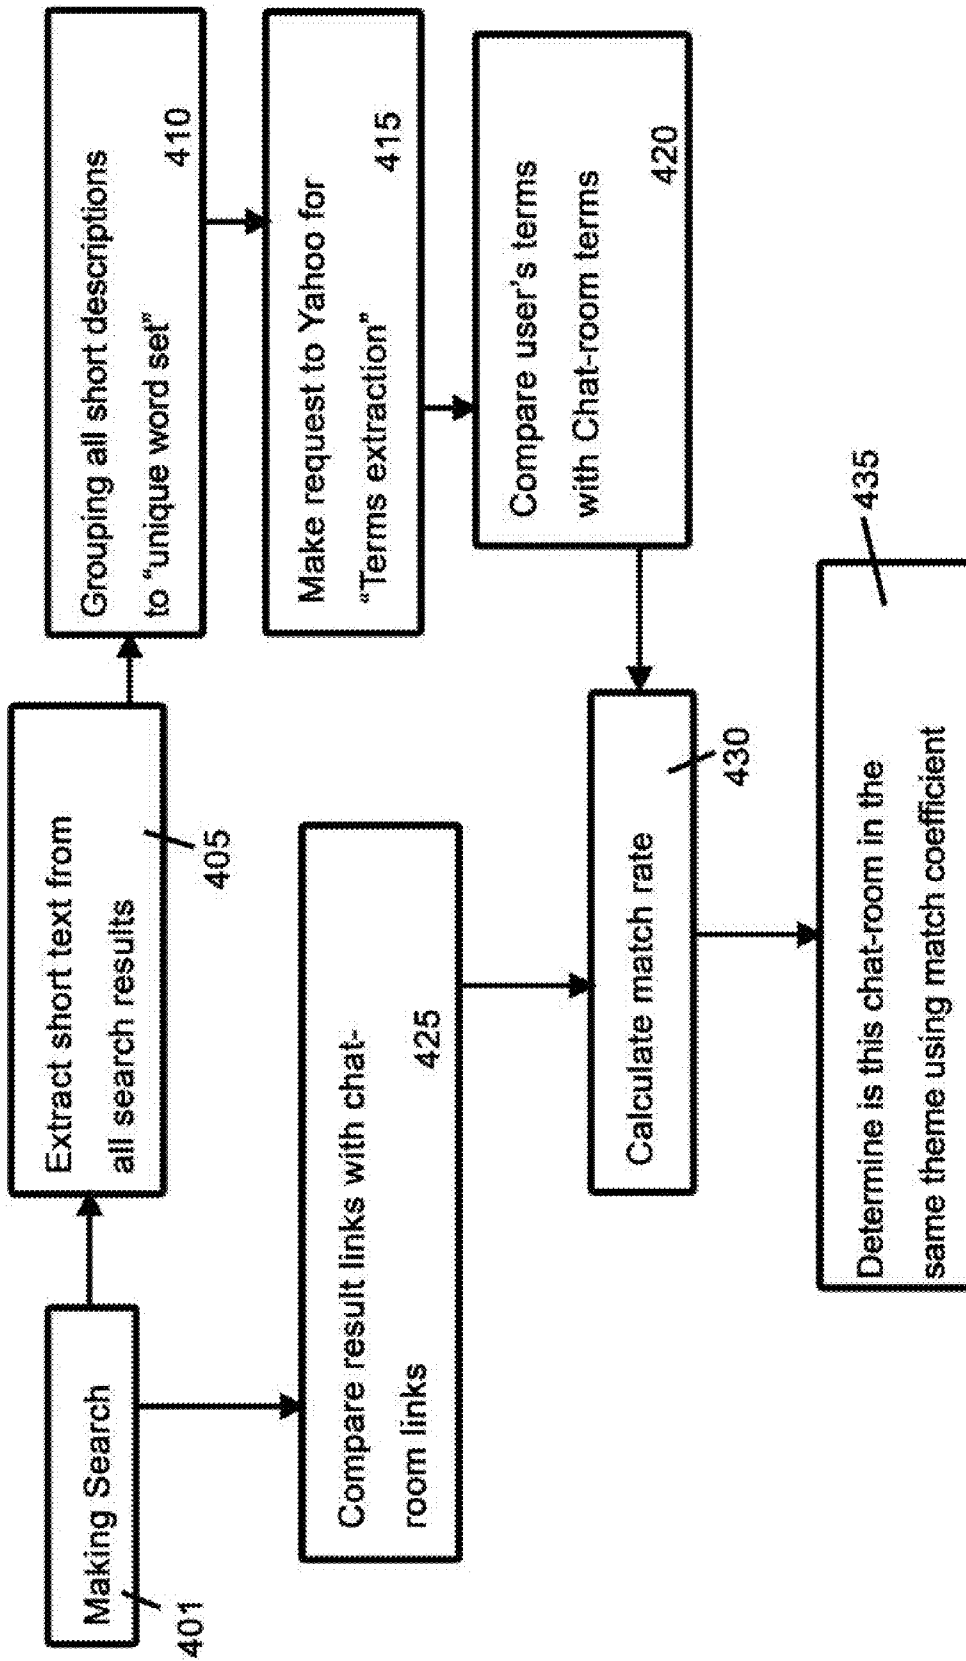 Making Search
401
Extract short text from
all search results
405
Grouping all short descriptions
to “unique word set”
410
Make request to Yahoo for
“Terms extraction”
415
Compare user’s terms
with Chat-room terms
420
Compare result links with chat-
room links
425
Calculate match rate
430
Determine is this chat-room in the
same theme using match coefficient
435